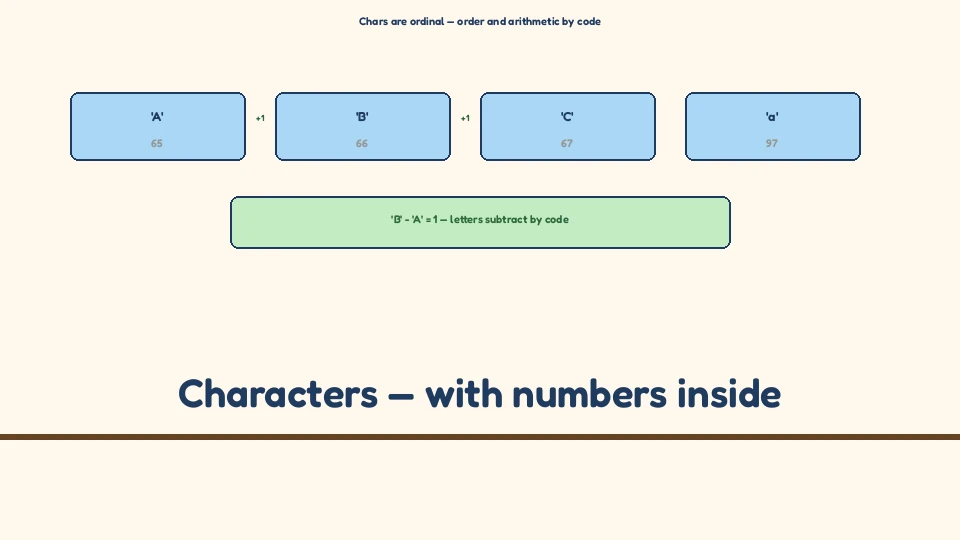 Chars are ordinal — order and arithmetic by code
'A' +1 'B' +1 'C' 'a'
65 66 67 97
'B' - 'A' = 1 — letters subtract by code
Characters — with numbers inside